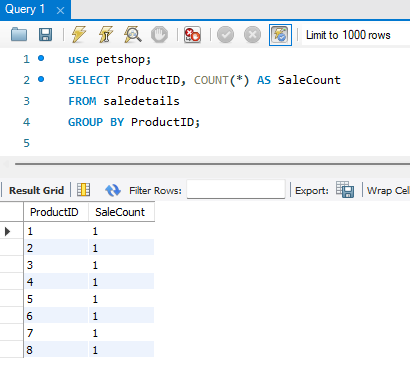 Query 1
Limit to 1000 rows
1 use petshop;
2 SELECT ProductID, COUNT(*) AS SaleCount
3 FROM saledetails
4 GROUP BY ProductID;
5
Result Grid Filter Rows: Export: Wrap Cel
ProductID SaleCount
1 1
2 1
3 1
4 1
5 1
6 1
7 1
8 1